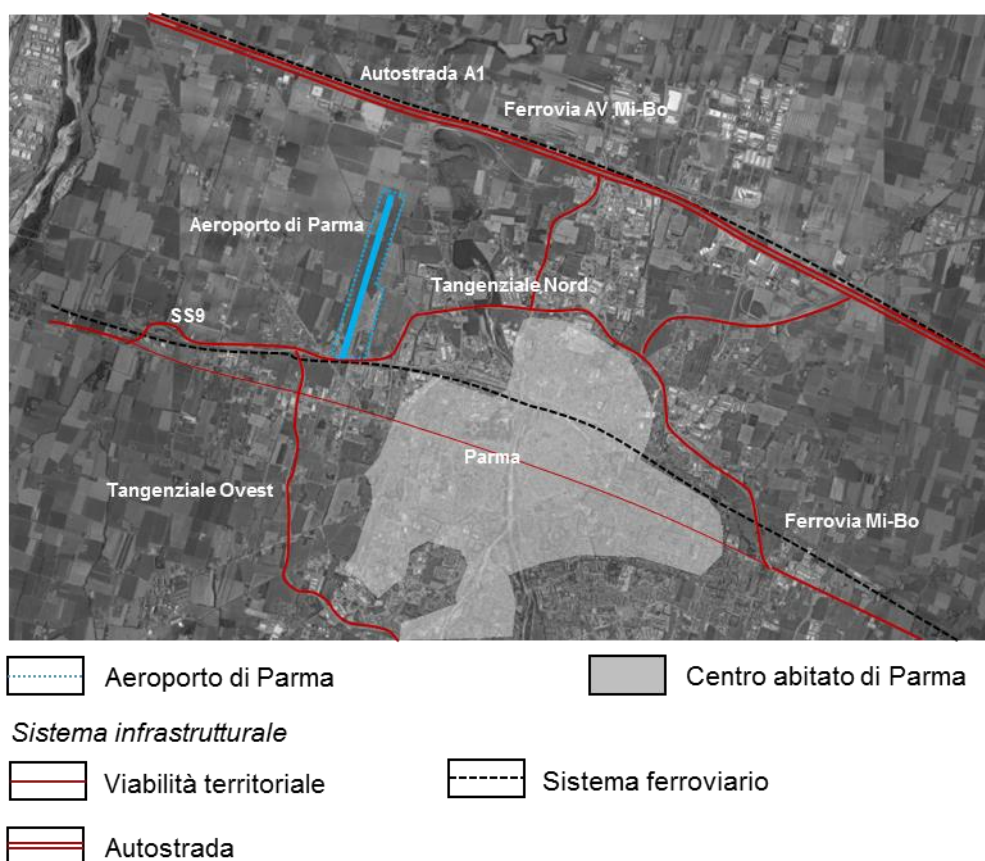 Autostrada A1
Ferrovia AV Mi-Bo
Aeroporto di Parma
Tangenziale Nord
SS9
Parma
Tangenziale Ovest
Ferrovia Mi-Bo
Aeroporto di Parma
Centro abitato di Parma
Sistema infrastrutturale
Viabilità territoriale
Sistema ferroviario
Autostrada